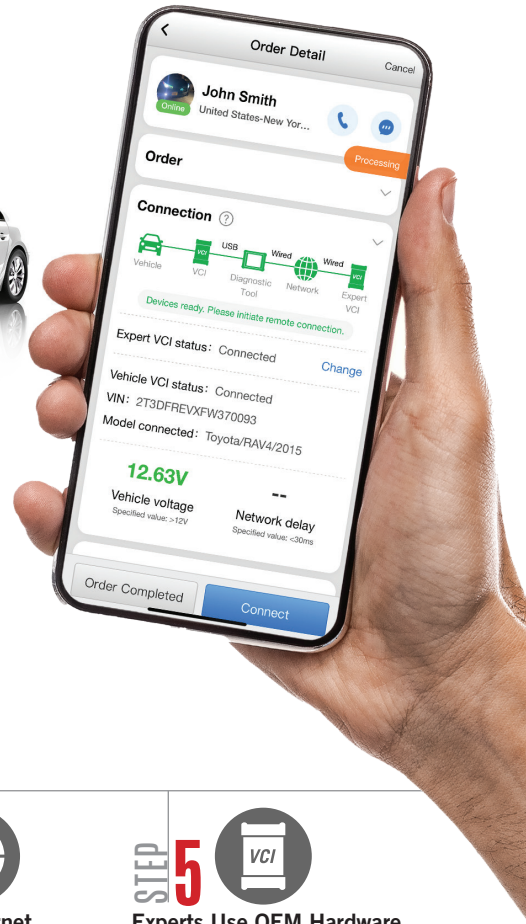 Order Detail
Cancel
John Smith
Online
United States-New Yor...
Processing
Order
Connection ?
USB
Wired
Wired
VCI
VCI
Vehicle
VCI
Diagnostic
Tool
Network
Expert
VCI
Devices ready. Please initiate remote connection.
Expert VCI status: Connected
Change
Vehicle VCI status: Connected
VIN: 2T3DFREVXFW370093
Model connected: Toyota/RAV4/2015
12.63V
--
Vehicle voltage
Network delay
Specified value: >12V
Specified value: <30ms
Order Completed
Connect
STEP 5
VCI
Experts Use OEM Hardware